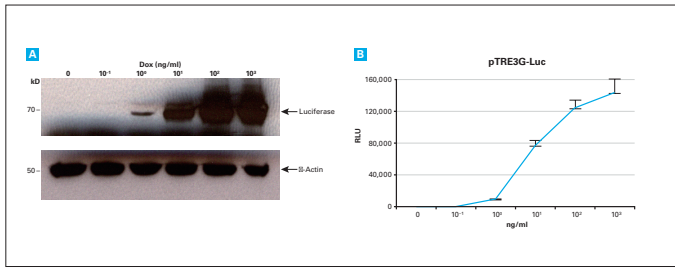 A
Dox (ng/ml)
kD
0 10⁻¹ 10⁰ 10¹ 10² 10³
70
Luciferase
50
-Actin
B
pTRE3G-Luc
RLU
160,000
120,000
80,000
40,000
0
0 10⁻¹ 10⁰ 10¹ 10² 10³
ng/ml